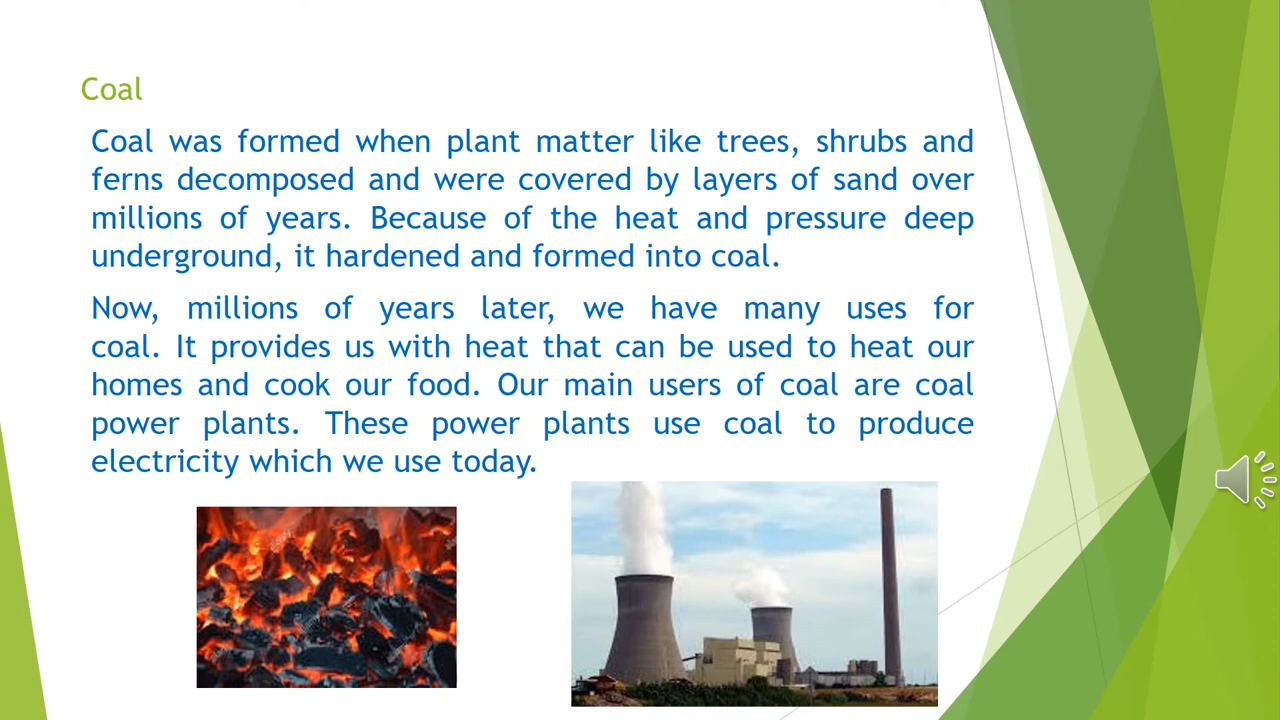 Coal
Coal was formed when plant matter like trees, shrubs and
ferns decomposed and were covered by layers of sand over
millions of years. Because of the heat and pressure deep
underground, it hardened and formed into coal.
Now, millions of years later, we have many uses for
coal. It provides us with heat that can be used to heat our
homes and cook our food. Our main users of coal are coal
power plants. These power plants use coal to produce
electricity which we use today.